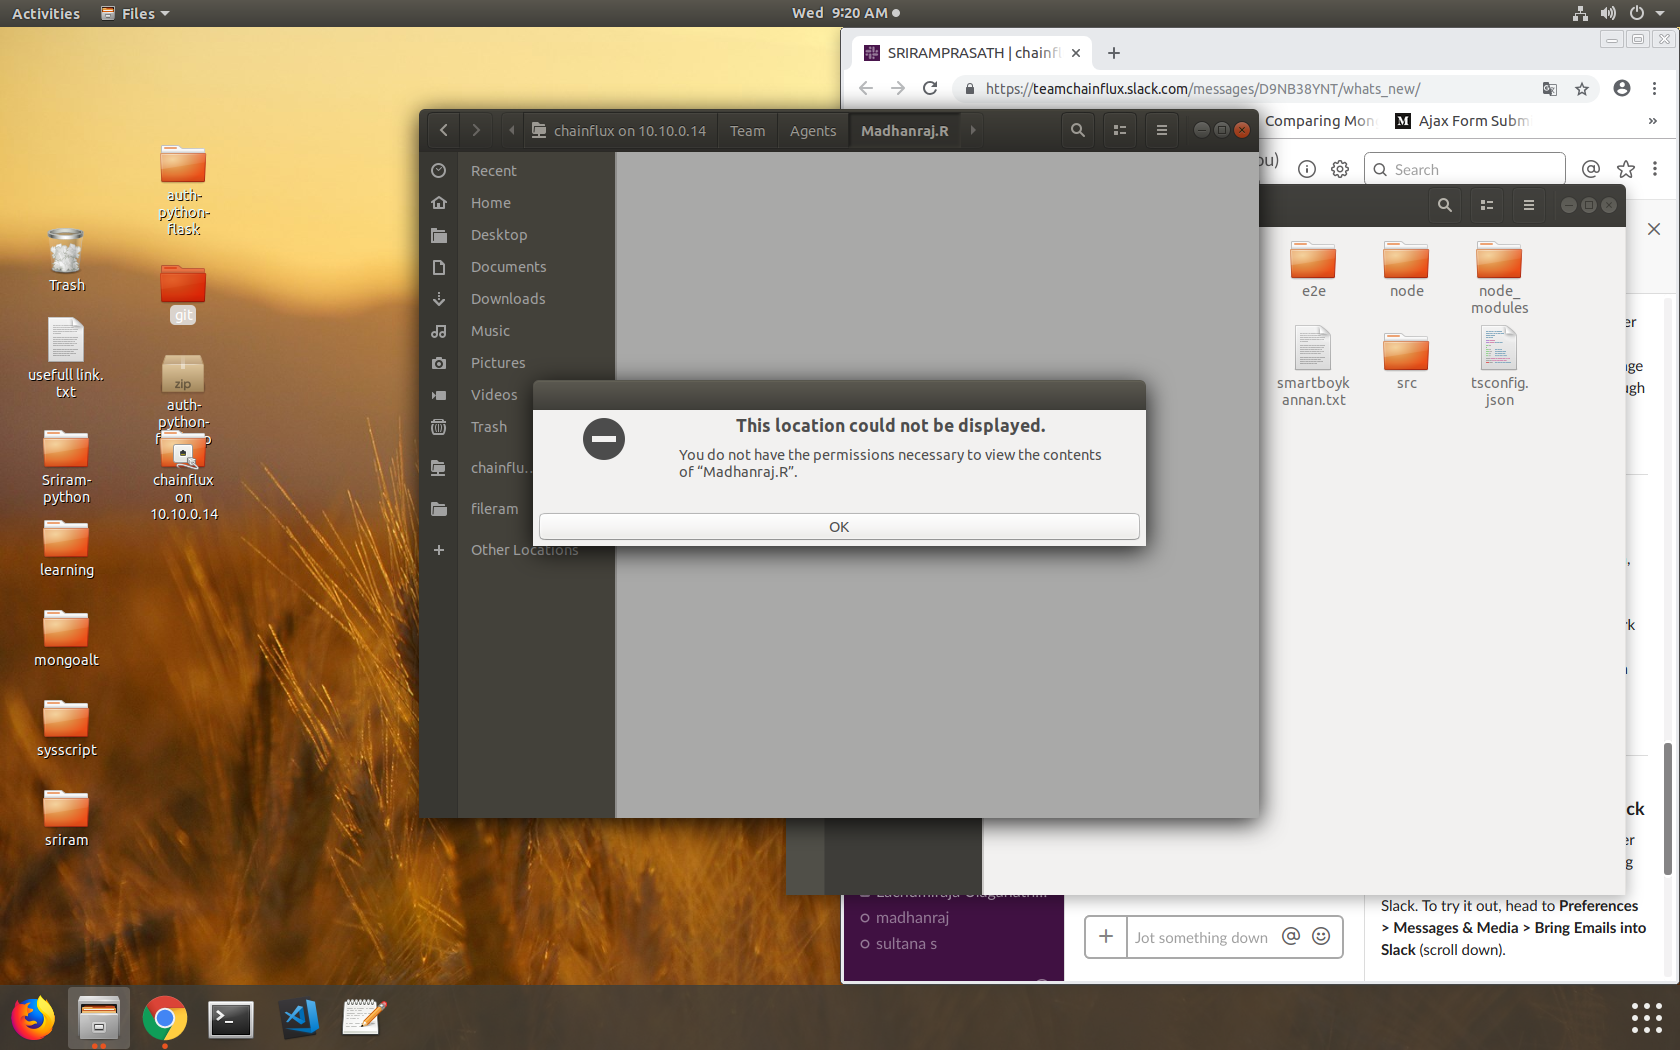 Activities
Files
Wed 9:20 AM
SRIRAMPRASATH | chainfl
https://teamchainflux.slack.com/messages/D9NB38YNT/whats_new/
Comparing Mon
M Ajax Form Subm
»
chainflux on 10.10.0.14
Team
Agents
Madhanraj.R
Search
Recent
Home
Desktop
Documents
Downloads
Music
Pictures
Videos
Trash
chainflu...
fileram
Other Locations
This location could not be displayed.
You do not have the permissions necessary to view the contents
of “Madhanraj.R”.
OK
auth-
python-
flask
Trash
git
usefull link.
txt
zip
auth-
python-
Sriram-
python
chainflux
on
10.10.0.14
learning
mongoalt
sysscript
sriram
e2e
node
node_
modules
smartboyk
annan.txt
src
tsconfig.
json
madhanraj
sultana s
Jot something down
Slack. To try it out, head to Preferences
> Messages & Media > Bring Emails into
Slack (scroll down).